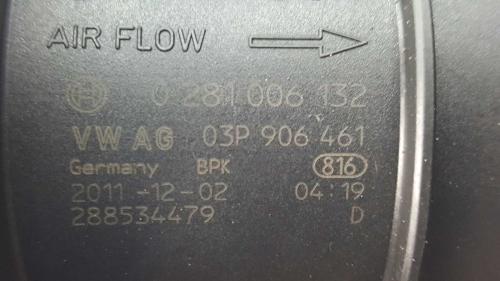 AIR FLOW
0 281 006 132
VW AG 03P 906 461
Germany BPK 816
2011-12-02 04:19
288534479 D